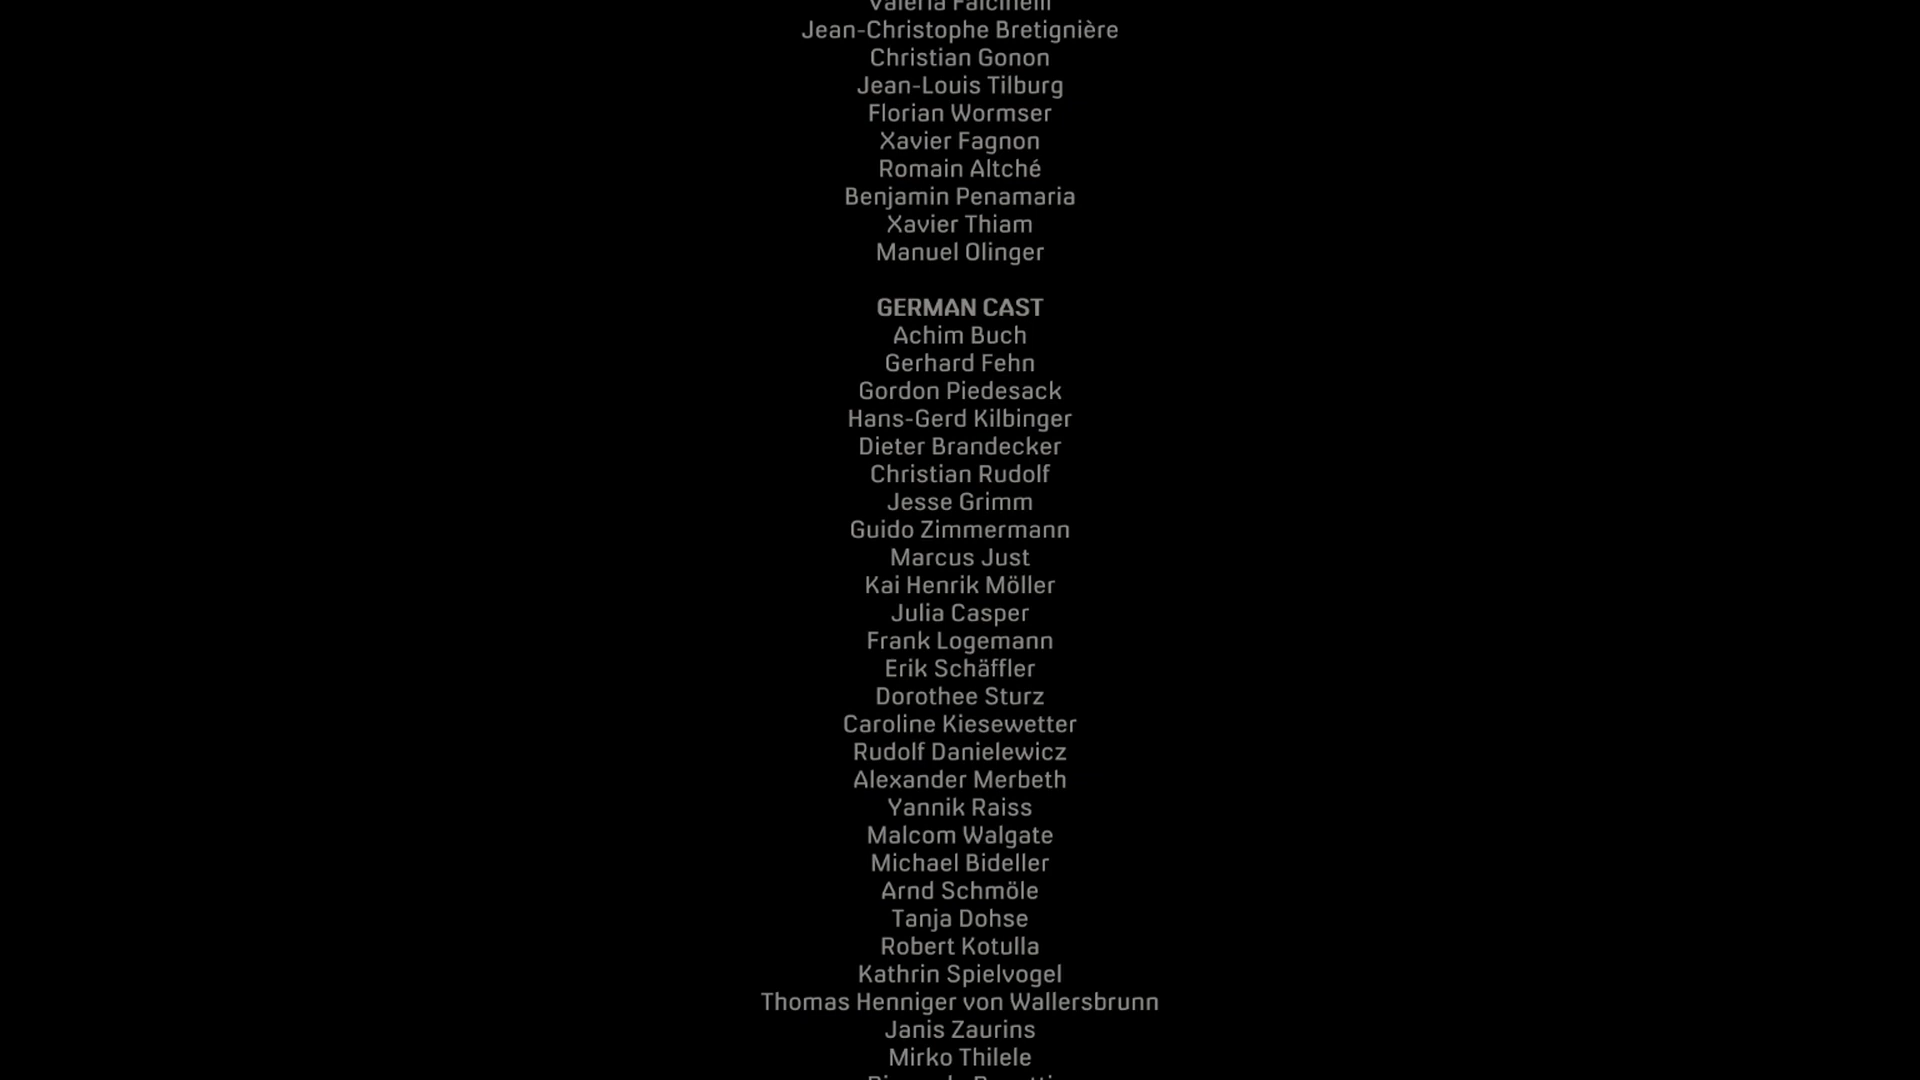 Valeria Falcinelli
Jean-Christophe Bretignière
Christian Gonon
Jean-Louis Tilburg
Florian Wormser
Xavier Fagnon
Romain Altché
Benjamin Penamaria
Xavier Thiam
Manuel Olinger
GERMAN CAST
Achim Buch
Gerhard Fehn
Gordon Piedesack
Hans-Gerd Kilbinger
Dieter Brandecker
Christian Rudolf
Jesse Grimm
Guido Zimmermann
Marcus Just
Kai Henrik Möller
Julia Casper
Frank Logemann
Erik Schäffler
Dorothee Sturz
Caroline Kiesewetter
Rudolf Danielewicz
Alexander Merbeth
Yannik Raiss
Malcom Walgate
Michael Bideller
Arnd Schmöle
Tanja Dohse
Robert Kotulla
Kathrin Spielvogel
Thomas Henniger von Wallersbrunn
Janis Zaurins
Mirko Thilele